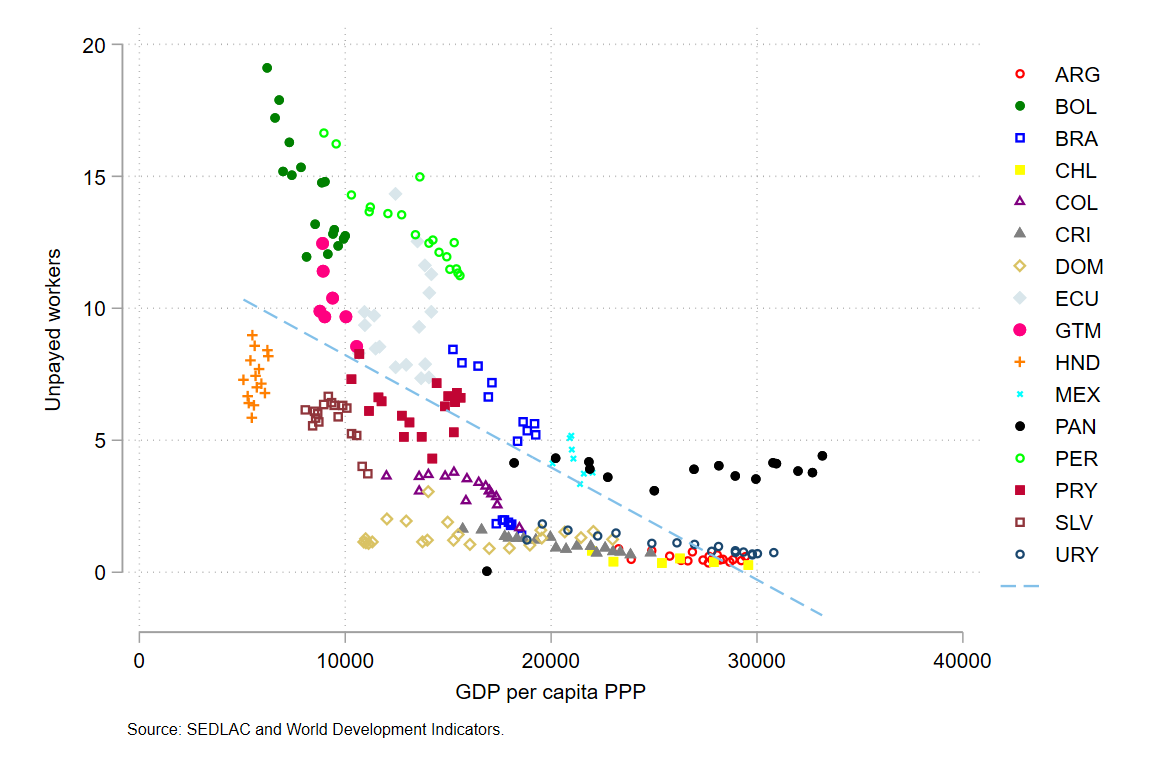 20
15
10
5
0
Unpayed workers
0
10000
20000
30000
40000
GDP per capita PPP
ARG
BOL
BRA
CHL
COL
CRI
DOM
ECU
GTM
HND
MEX
PAN
PER
PRY
SLV
URY
Source: SEDLAC and World Development Indicators.